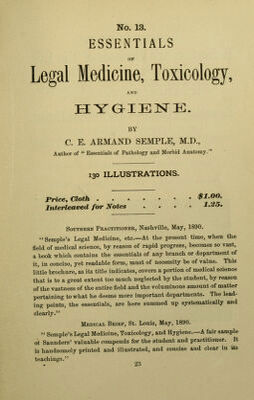 No. 13.
ESSENTIALS
OF
Legal Medicine, Toxicology,
AND
HYGIENE.
BY
C. E. ARMAND SEMPLE, M.D.,
Author of "Essentials of Pathology and Morbid Anatomy."
130 ILLUSTRATIONS.
Price, Cloth . . . . . . . $1.00.
Interleaved for Notes . . . . . 1.25.
SOUTHERN PRACTITIONER, Nashville, May, 1890.
"Semple's Legal Medicine, etc.—At the present time, when the
field of medical science, by reason of rapid progress, becomes so vast,
a book which contains the essentials of any branch or department of
it, in concise, yet readable form, must of necessity be of value. This
little brochure, as its title indicates, covers a portion of medical science
that is to a great extent too much neglected by the student, by reason
of the vastness of the entire field and the voluminous amount of matter
pertaining to what he deems more important departments. The lead-
ing points, the essentials, are here summed up systematically and
clearly."
MEDICAL BRIEF, St. Louis, May, 1890.
"Semple's Legal Medicine, Toxicology, and Hygiene.—A fair sample
of Saunders' valuable compends for the student and practitioner. It
is handsomely printed and illustrated, and concise and clear in its
teachings."
23